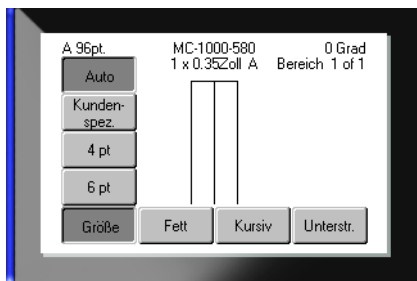 A 96pt. MC-1000-580 0 Grad
1 x 0.35Zoll A Bereich 1 of 1
Auto
Kunden-
spez.
4 pt
6 pt
Größe Fett Kursiv Unterstr.